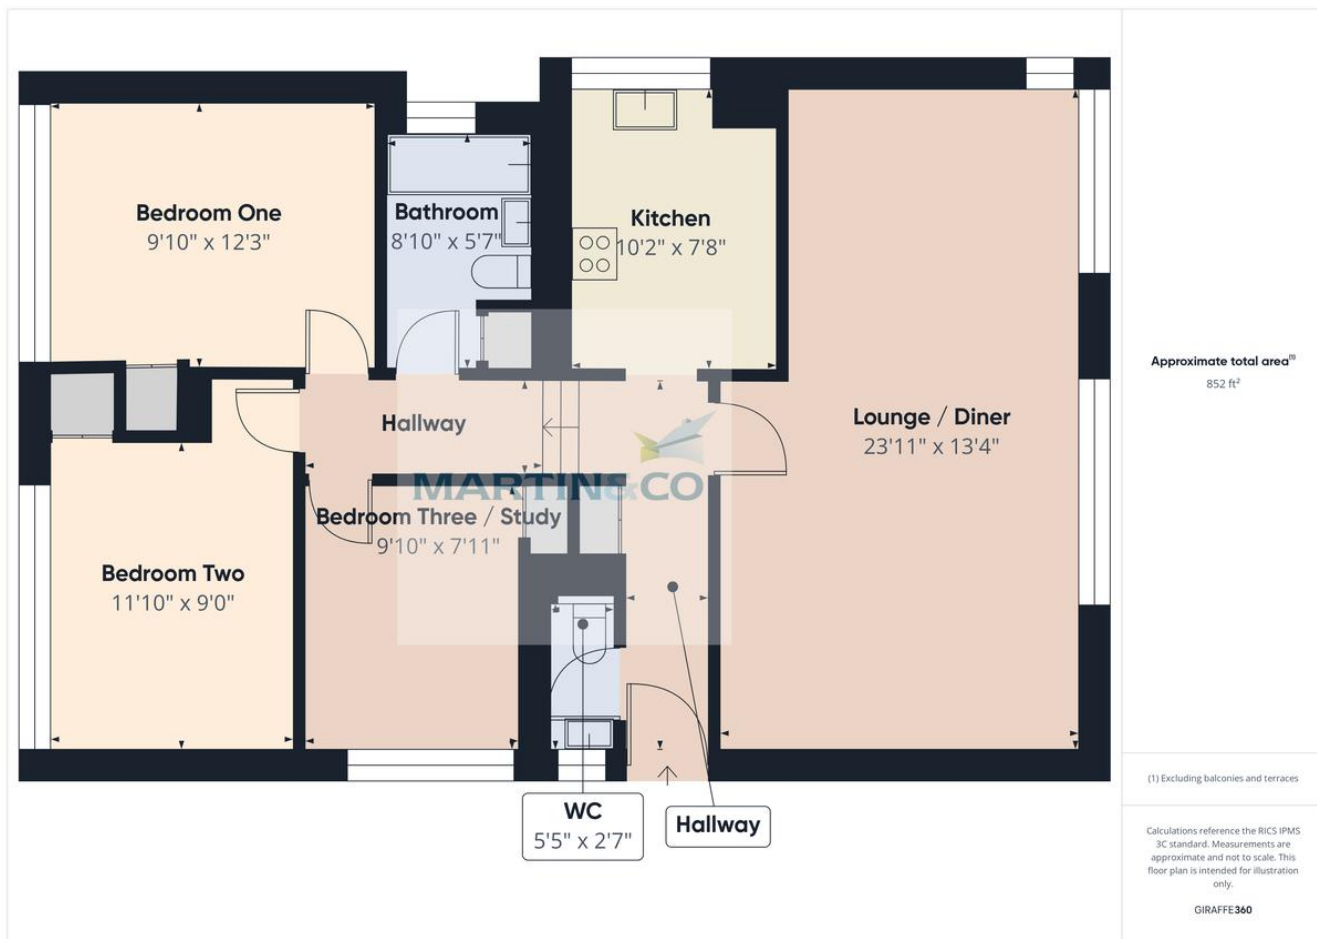 Bedroom One
9'10" x 12'3"
Bathroom
8'10" x 5'7"
Kitchen
10'2" x 7'8"
Lounge / Diner
23'11" x 13'4"
Hallway
MARTIN&CO
Bedroom Three / Study
9'10" x 7'11"
Bedroom Two
11'10" x 9'0"
WC
5'5" x 2'7"
Hallway
Approximate total area(1)
852 ft²
(1) Excluding balconies and terraces
Calculations reference the RICS IPMS
3C standard. Measurements are
approximate and not to scale. This
floor plan is intended for illustration
only.
GIRAFFE360